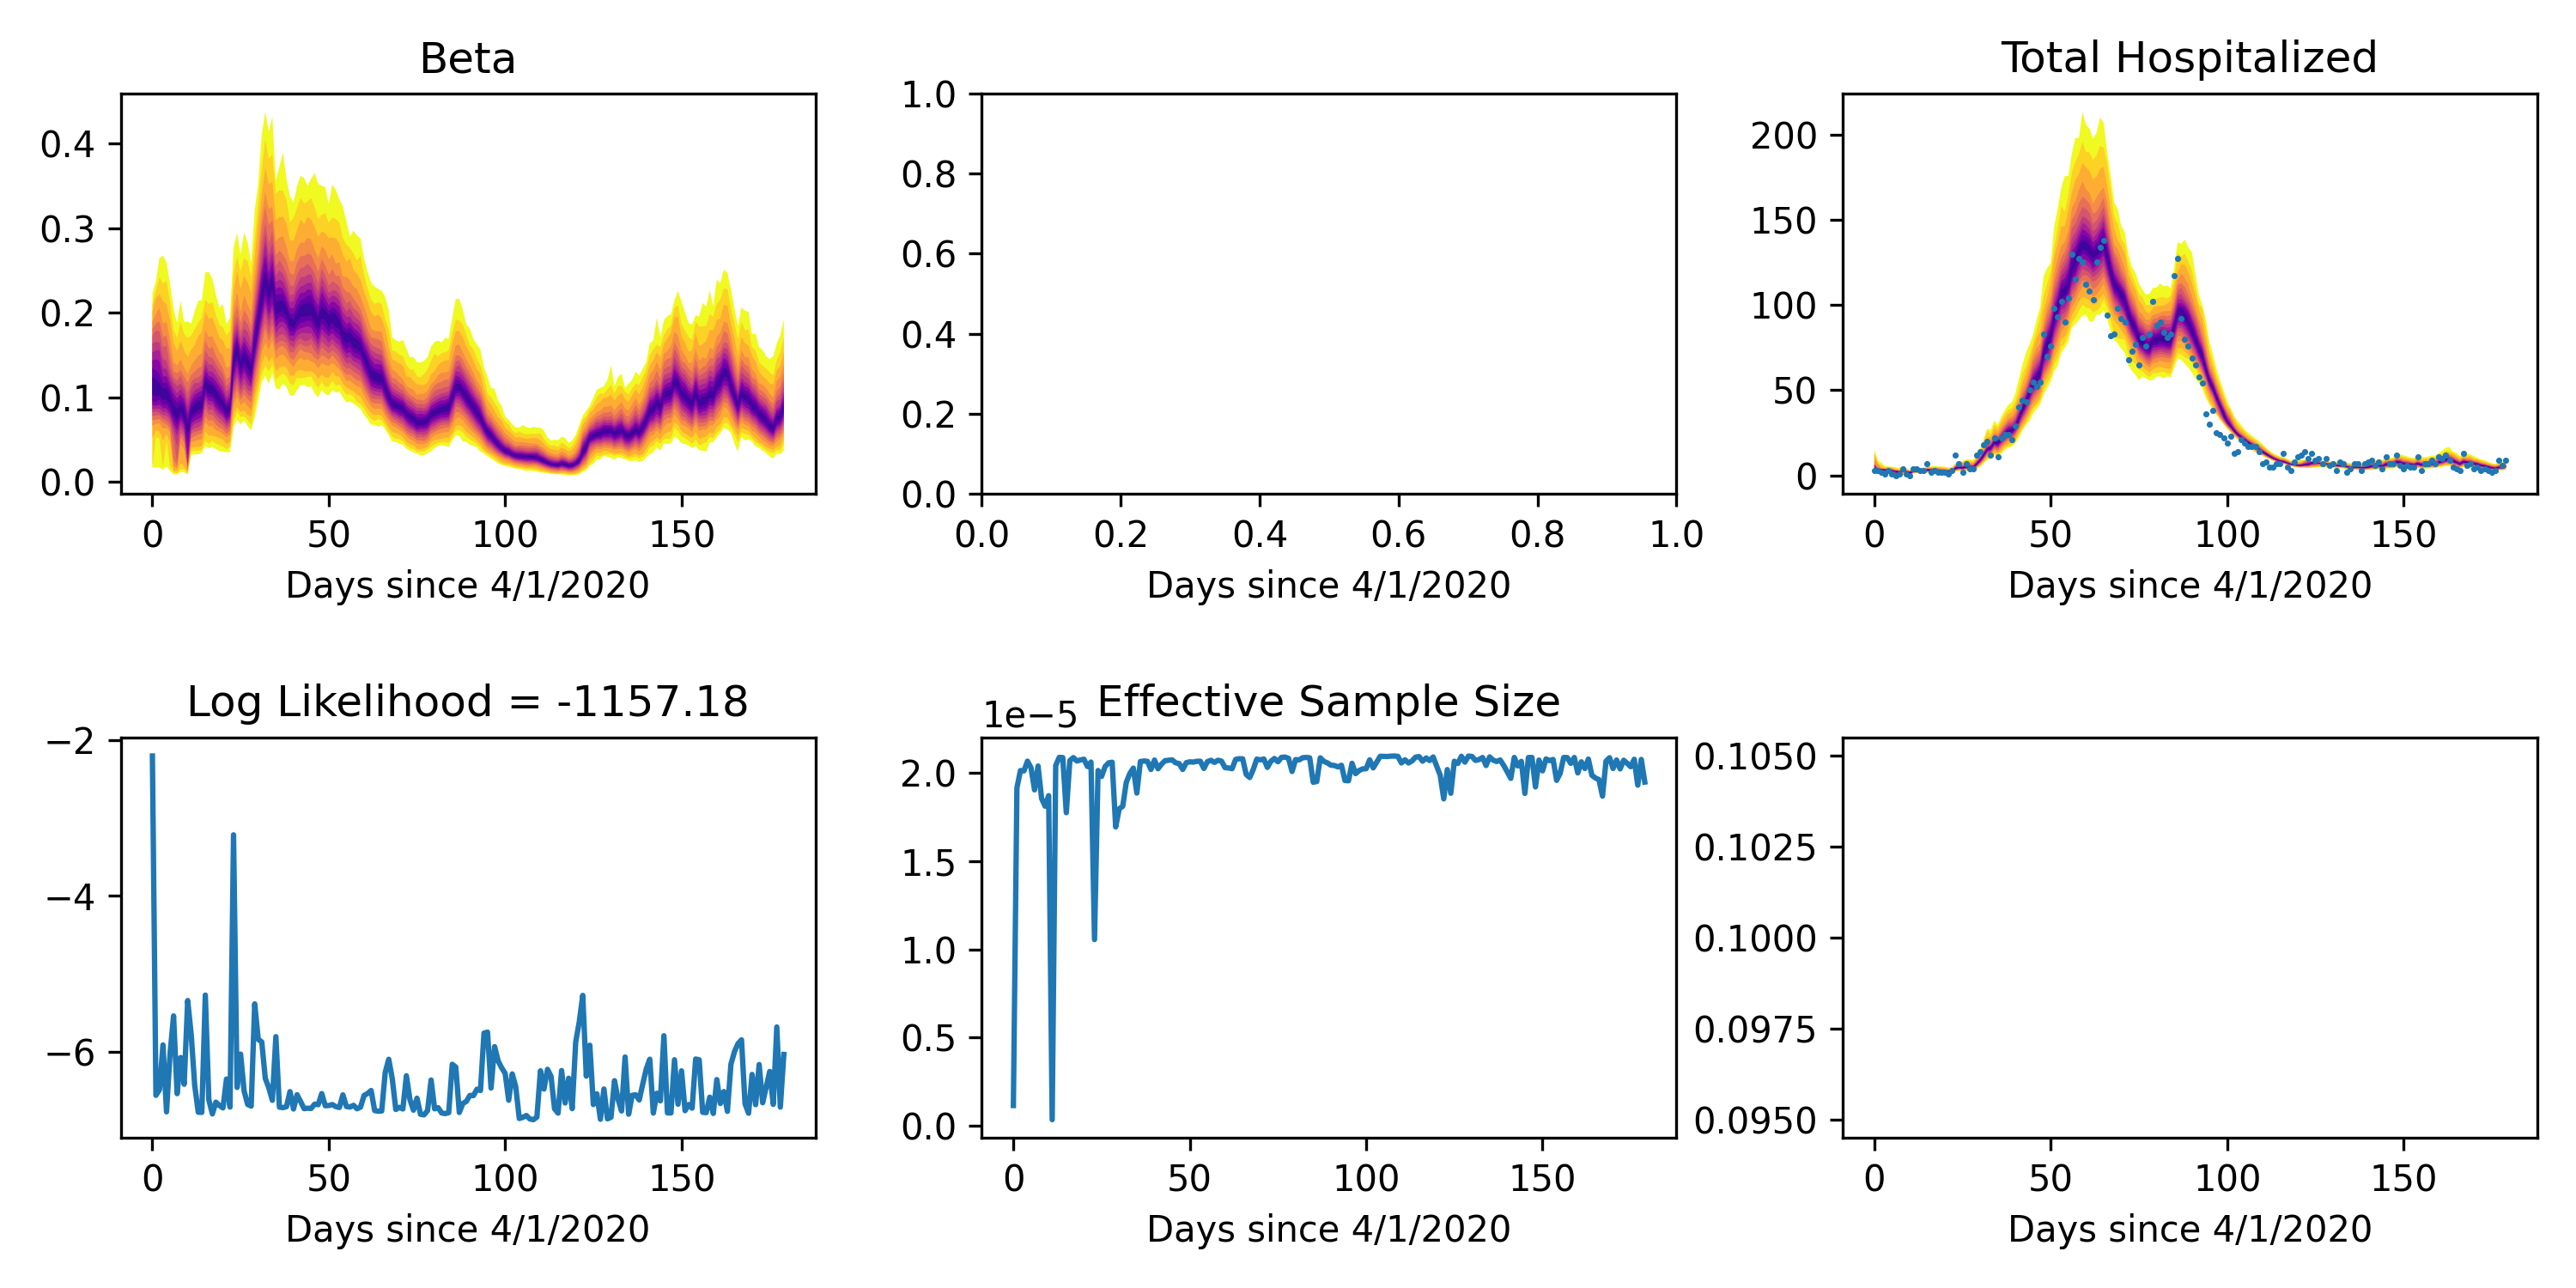 Beta
0.4
0.3
0.2
0.1
0.0
0 50 100 150
Days since 4/1/2020
1.0
0.8
0.6
0.4
0.2
0.0
0.0 0.2 0.4 0.6 0.8 1.0
Days since 4/1/2020
Total Hospitalized
200
150
100
50
0
0 50 100 150
Days since 4/1/2020
Log Likelihood = -1157.18
−2
−4
−6
0 50 100 150
Days since 4/1/2020
Effective Sample Size
1e−5
2.0
1.5
1.0
0.5
0.0
0 50 100 150
Days since 4/1/2020
0.1050
0.1025
0.1000
0.0975
0.0950
0 50 100 150
Days since 4/1/2020